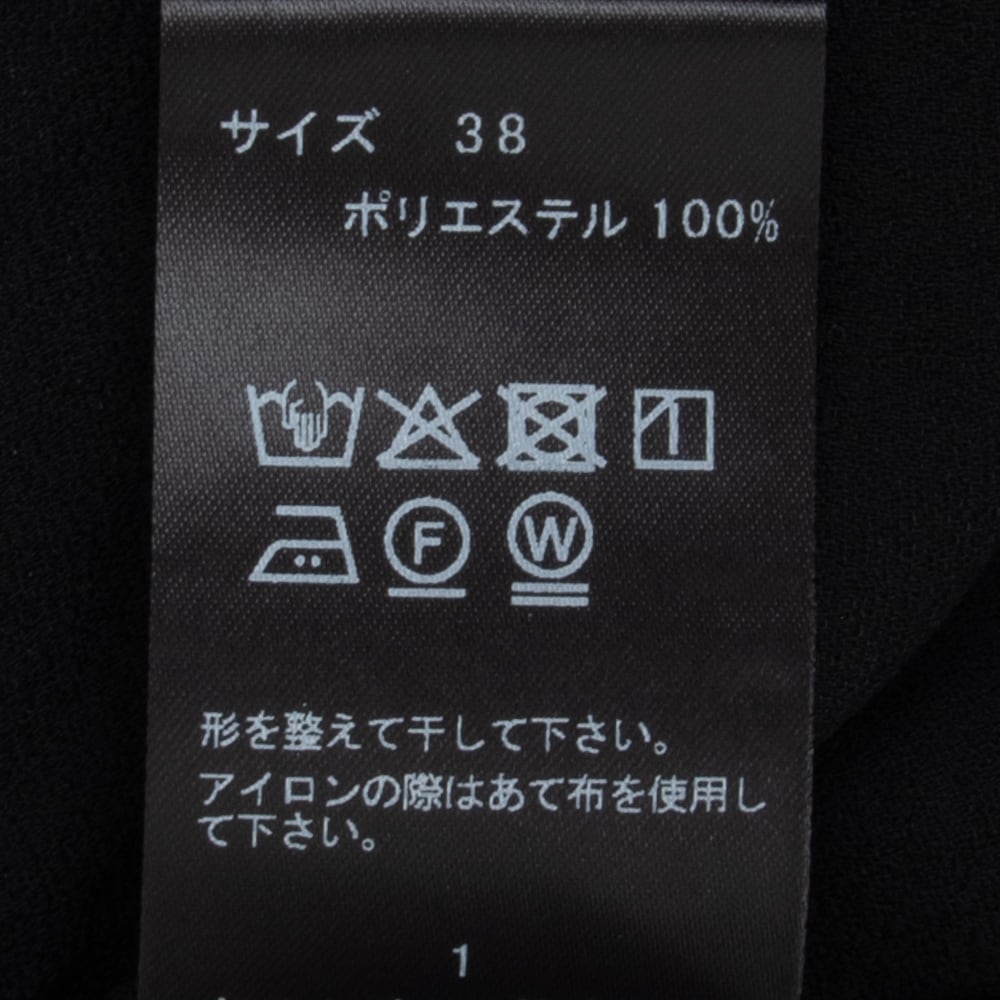 サイズ 38
ポリエステル 100%
F W
形を整えて干して下さい。
アイロンの際はあて布を使用し
て下さい。
1